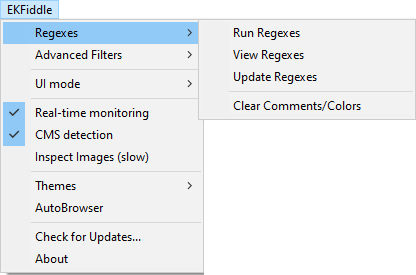 EKFiddle
Regexes
Run Regexes
Advanced Filters
View Regexes
Update Regexes
UI mode
Clear Comments/Colors
Real-time monitoring
CMS detection
Inspect Images (slow)
Themes
AutoBrowser
Check for Updates...
About